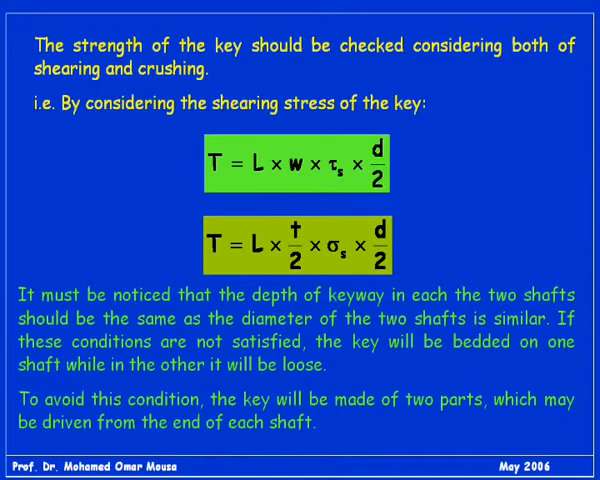 The strength of the key should be checked considering both of
shearing and crushing.
i.e. By considering the shearing stress of the key:
T = L × w × τs × d/2
T = L × t/2 × σs × d/2
It must be noticed that the depth of keyway in each the two shafts
should be the same as the diameter of the two shafts is similar. If
these conditions are not satisfied, the key will be bedded on one
shaft while in the other it will be loose.
To avoid this condition, the key will be made of two parts, which may
be driven from the end of each shaft.
Prof. Dr. Mohamed Omar Mousa
May 2006